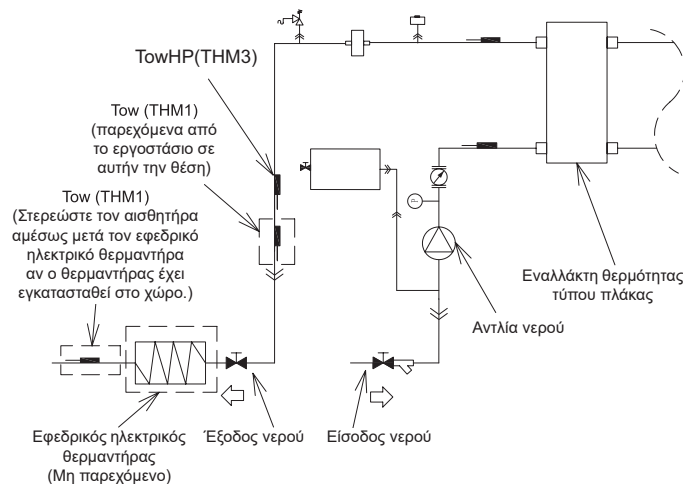 TowHP(THM3)
Tow (THM1)
(παρεχόμενα από
το εργοστάσιο σε
αυτήν την θέση)
Tow (THM1)
(Στερεώστε τον αισθητήρα
αμέσως μετά τον εφεδρικό
ηλεκτρικό θερμαντήρα
αν ο θερμαντήρας έχει
εγκατασταθεί στο χώρο.)
P
Εναλλάκτη θερμότητας
τύπου πλάκας
Αντλία νερού
Εφεδρικός ηλεκτρικός
θερμαντήρας
(Μη παρεχόμενο)
Έξοδος νερού
Είσοδος νερού